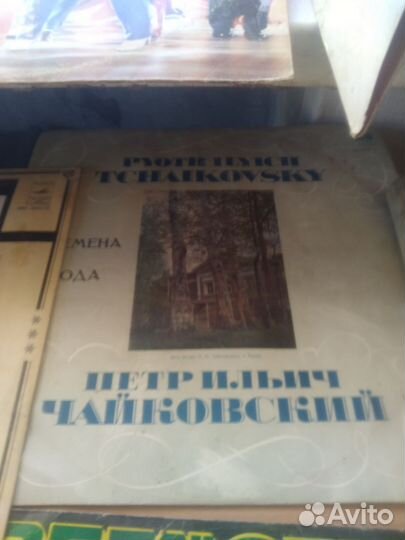 PYOTR ILYICH
TCHAIKOVSKY
ЕМЕНА
ОДА
ПЕТР ИЛЬИЧ
ЧАЙКОВСКИЙ
Avito